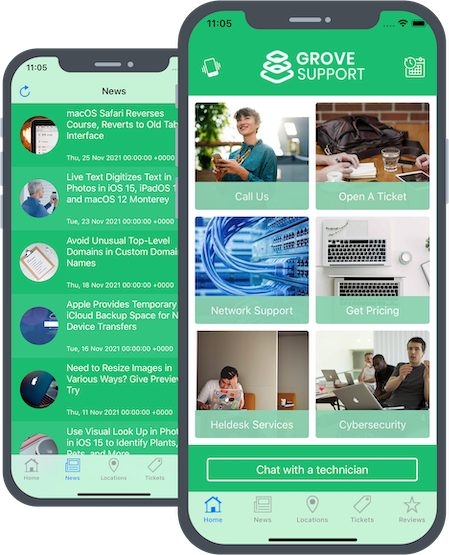 11:05
News
macOS Safari Reverses
Course, Reverts to Old Tab
Interface
Thu, 25 Nov 2021 00:00:00 +0000
Live Text Digitizes Text in
Photos in iOS 15, iPadOS 1
and macOS 12 Monterey
Tue, 23 Nov 2021 00:00:00 +0000
Avoid Unusual Top-Level
Domains in Custom Domai
Names
Thu, 18 Nov 2021 00:00:00 +0000
Apple Provides Temporary
iCloud Backup Space for N
Device Transfers
Tue, 16 Nov 2021 00:00:00 +0000
Need to Resize Images in
Various Ways? Give Preview
Try
Thu, 11 Nov 2021 00:00:00 +0000
Use Visual Look Up in Phot
in iOS 15 to Identify Plants,
Pets, and More
Home
News
Locations
Tickets
11:05
GROVE
SUPPORT
Call Us
Open A Ticket
Network Support
Get Pricing
Heldesk Services
Cybersecurity
Chat with a technician
Home
News
Locations
Tickets
Reviews